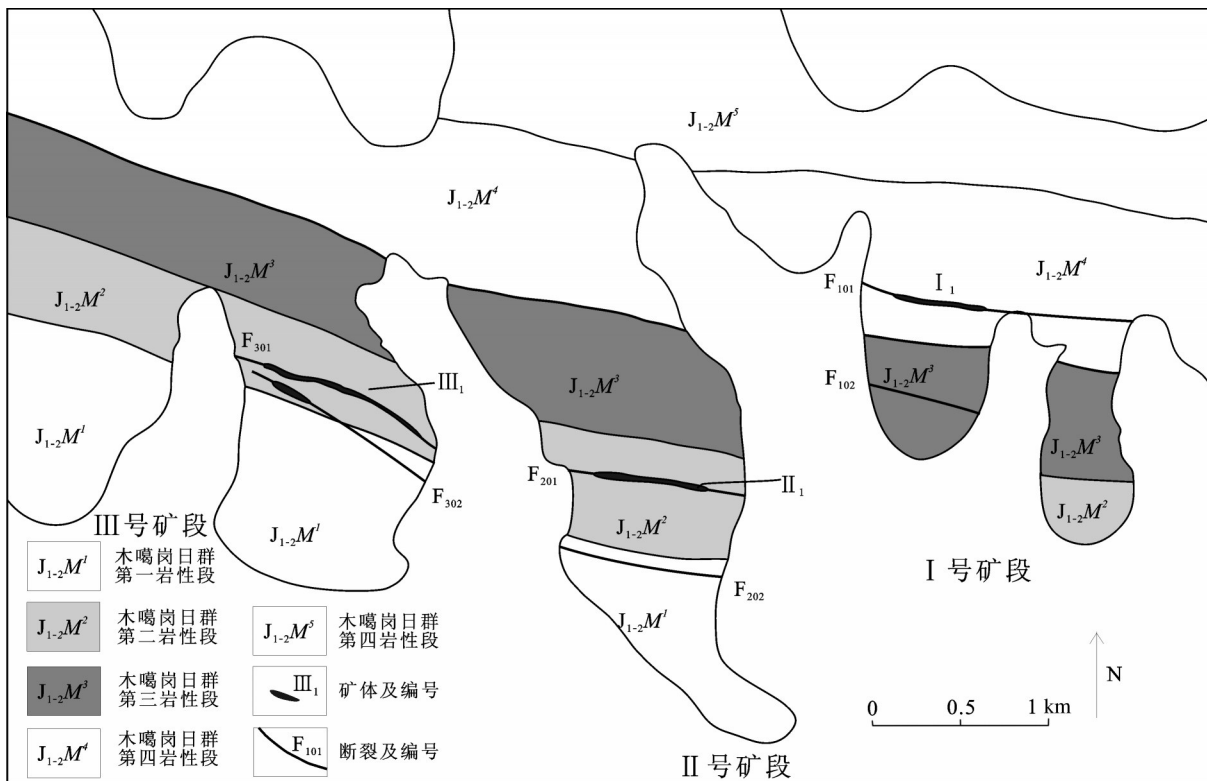 J₁₋₂M⁵
J₁₋₂M⁴
J₁₋₂M³
J₁₋₂M²
J₁₋₂M⁴
F₁₀₁
I₁
F₃₀₁
Ⅲ₁
J₁₋₂M³
F₁₀₂
J₁₋₂M³
J₁₋₂M¹
J₁₋₂M³
F₂₀₁
Ⅱ₁
F₃₀₂
J₁₋₂M²
J₁₋₂M²
Ⅲ号矿段
J₁₋₂M¹
Ⅰ号矿段
F₂₀₂
J₁₋₂M¹
J₁₋₂M¹ 木噶岗日群
第一岩性段
J₁₋₂M² 木噶岗日群
第二岩性段
J₁₋₂M³ 木噶岗日群
第三岩性段
J₁₋₂M⁴ 木噶岗日群
第四岩性段
J₁₋₂M⁵ 木噶岗日群
第四岩性段
Ⅲ₁ 矿体及编号
F₁₀₁ 断裂及编号
N
0 0.5 1 km
Ⅱ号矿段